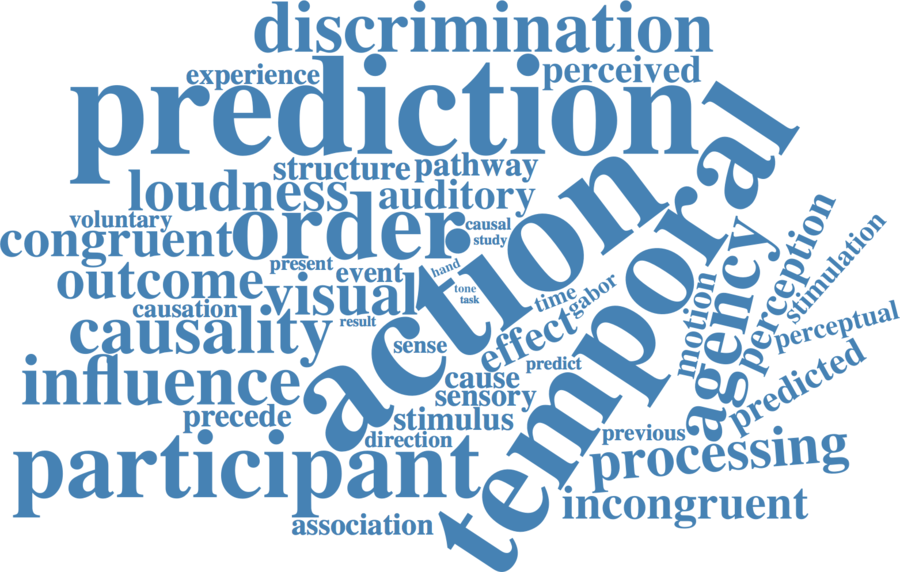 discrimination
experience
perceived
prediction
structure
pathway
loudness
auditory
voluntary
order
causal
study
congruent
present
event
hand
outcome
visual
tone
task
action
temporal
causation
result
causality
sense
effect
time
gabor
motion
agency
perception
stimulation
perceptual
predict
predicted
influence
cause
sensory
precede
stimulus
direction
previous
participant
processing
association
incongruent